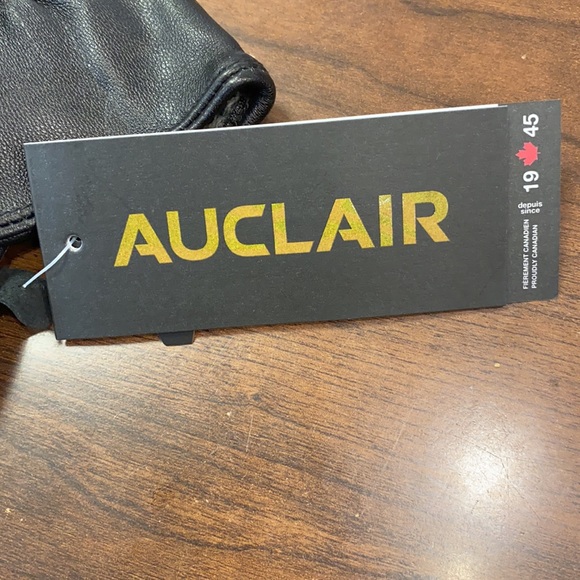 AUCLAIR
FIÈREMENT CANADIEN
PROUDLY CANADIAN
depuis
since
19 45